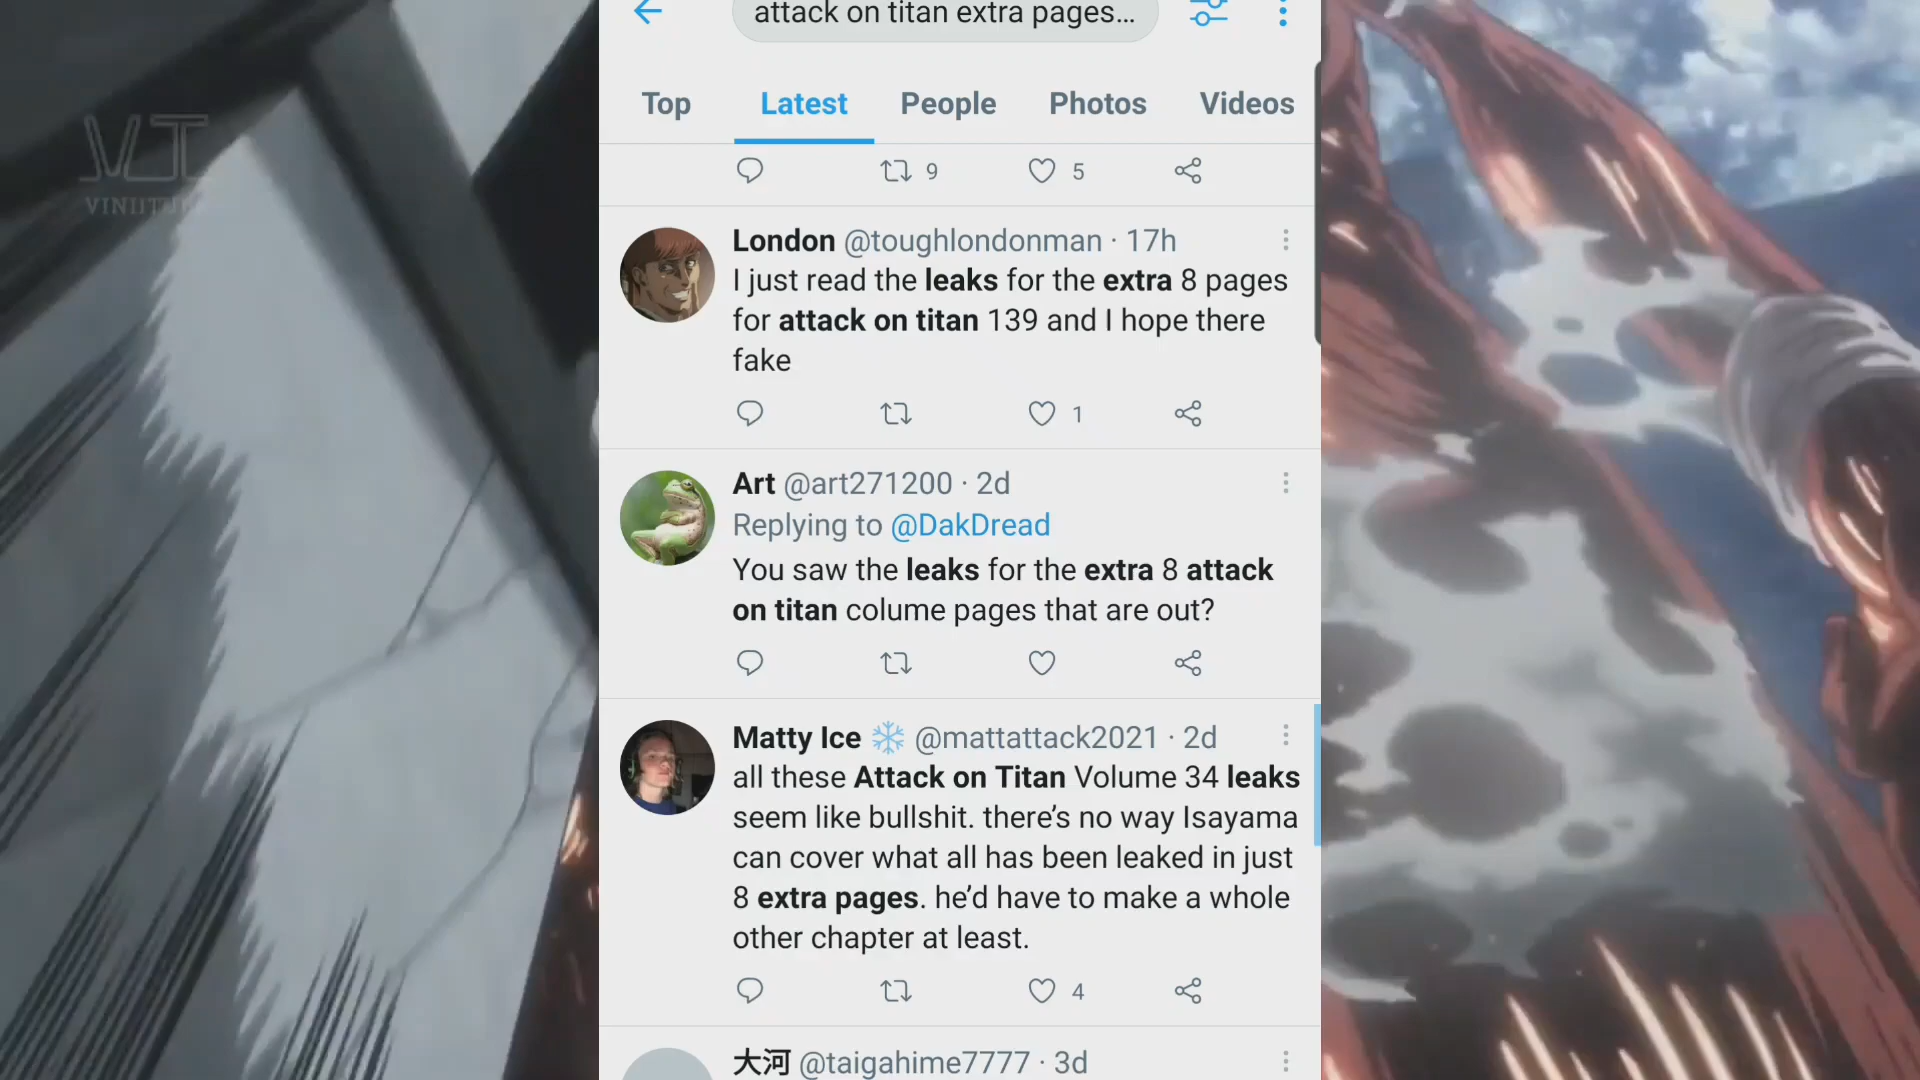 attack on titan extra pages...
Top Latest People Photos Videos
9 5
London @toughlondonman · 17h
I just read the leaks for the extra 8 pages
for attack on titan 139 and I hope there
fake
1
Art @art271200 · 2d
Replying to @DakDread
You saw the leaks for the extra 8 attack
on titan colume pages that are out?
Matty Ice @mattattack2021 · 2d
all these Attack on Titan Volume 34 leaks
seem like bullshit. there’s no way Isayama
can cover what all has been leaked in just
8 extra pages. he’d have to make a whole
other chapter at least.
4
大河 @taigahime7777 · 3d